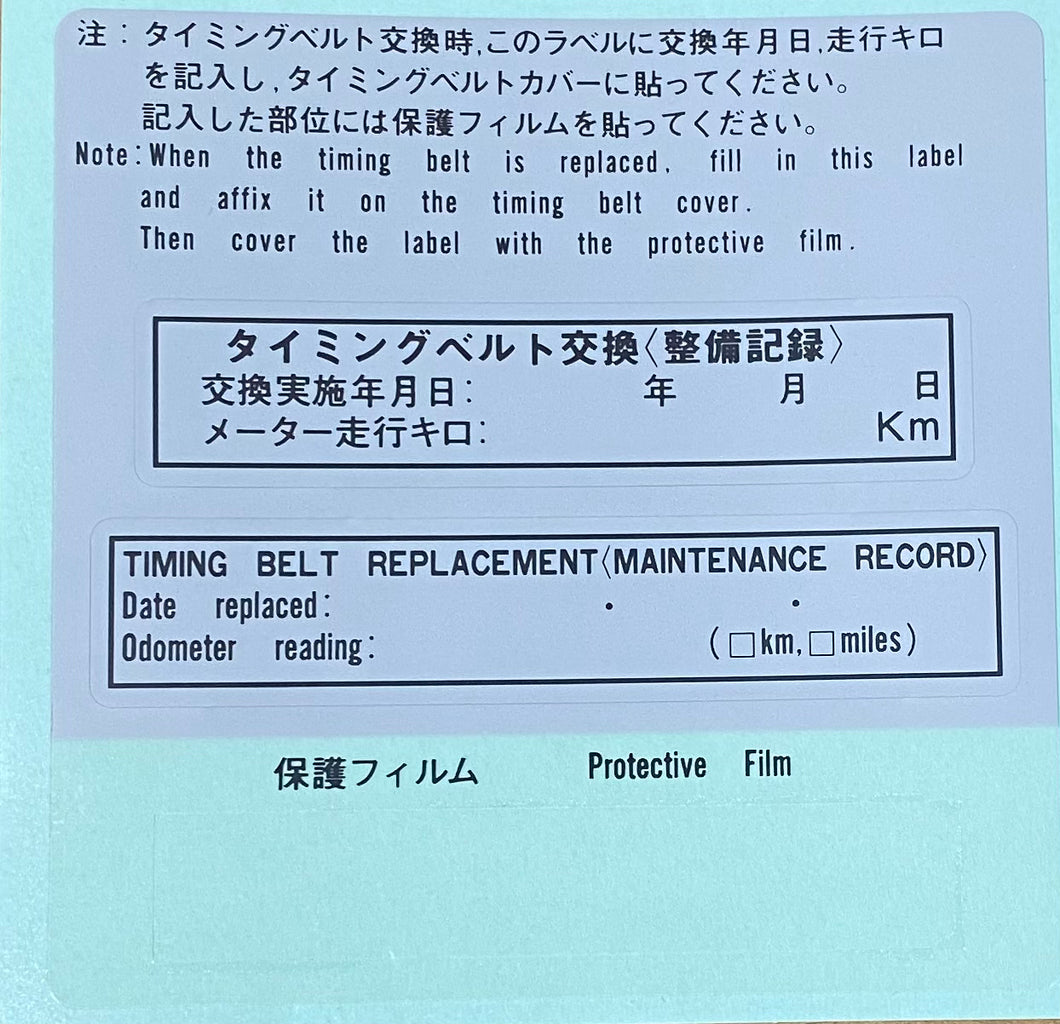 注：タイミングベルト交換時,このラベルに交換年月日,走行キロ
を記入し,タイミングベルトカバーに貼ってください。
記入した部位には保護フィルムを貼ってください。
Note:When the timing belt is replaced, fill in this label
and affix it on the timing belt cover.
Then cover the label with the protective film.
タイミングベルト交換〈整備記録〉
交換実施年月日: 年 月 日
メーター走行キロ: Km
TIMING BELT REPLACEMENT〈MAINTENANCE RECORD〉
Date replaced: ・ ・
Odometer reading: (□km,□miles)
保護フィルム Protective Film